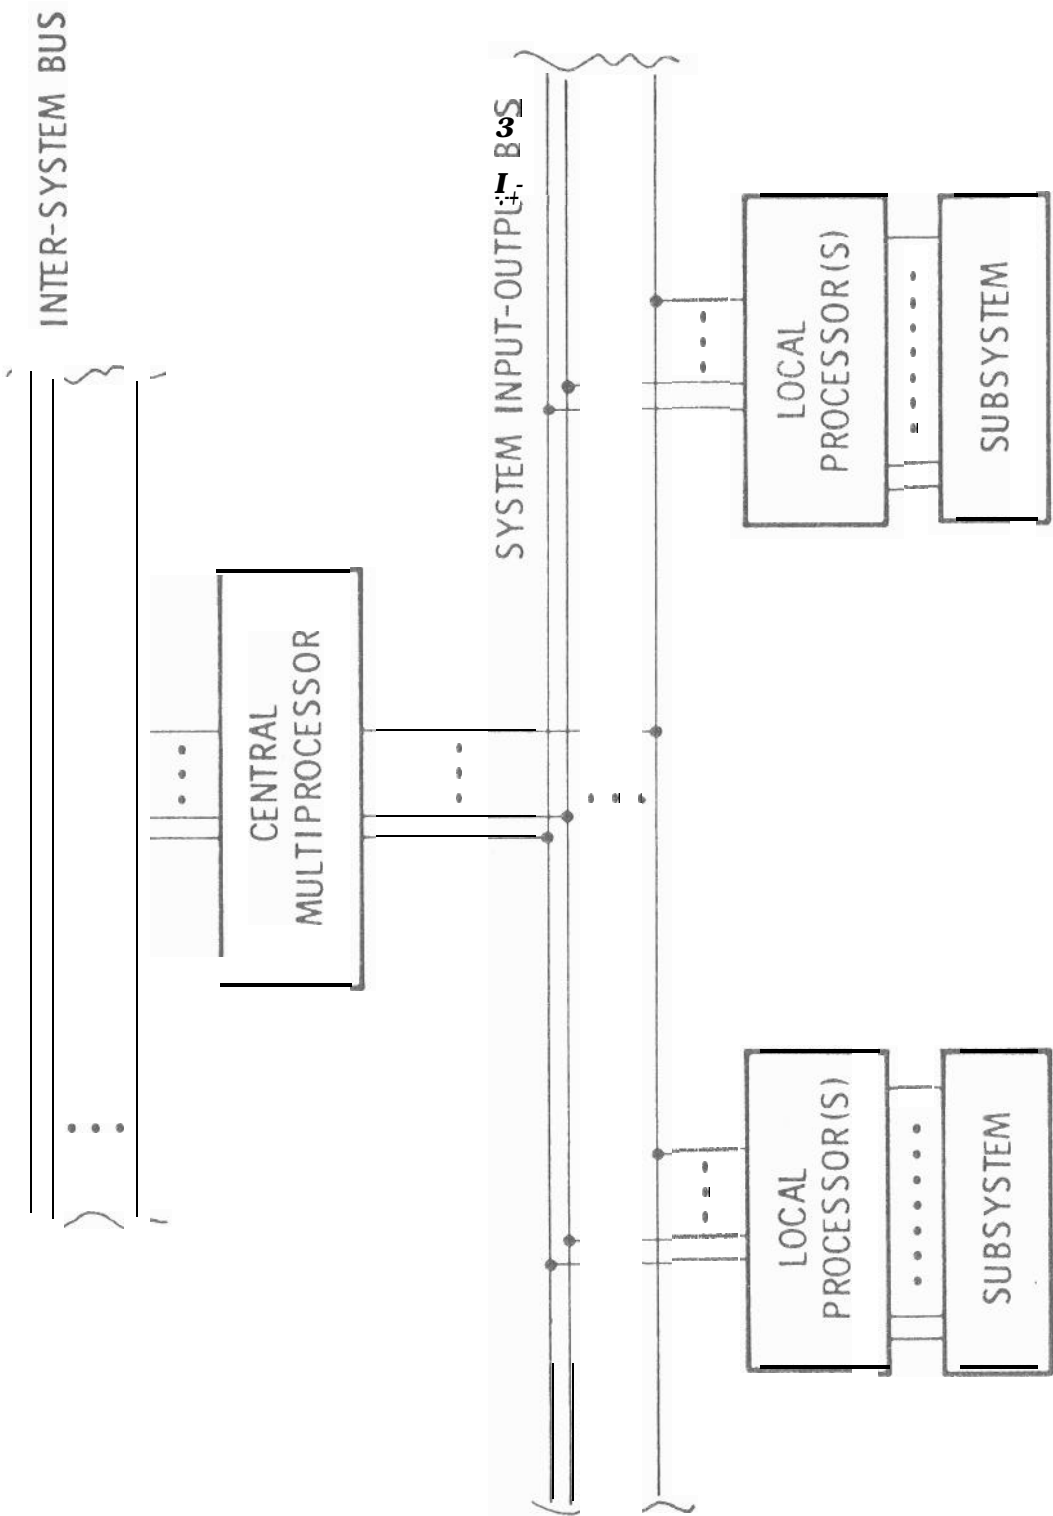 INTER-SYSTEM BUS
CENTRAL
MULTIPROCESSOR
SYSTEM INPUT-OUTPUT BUS
LOCAL
PROCESSOR(S)
SUBSYSTEM
LOCAL
PROCESSOR(S)
SUBSYSTEM